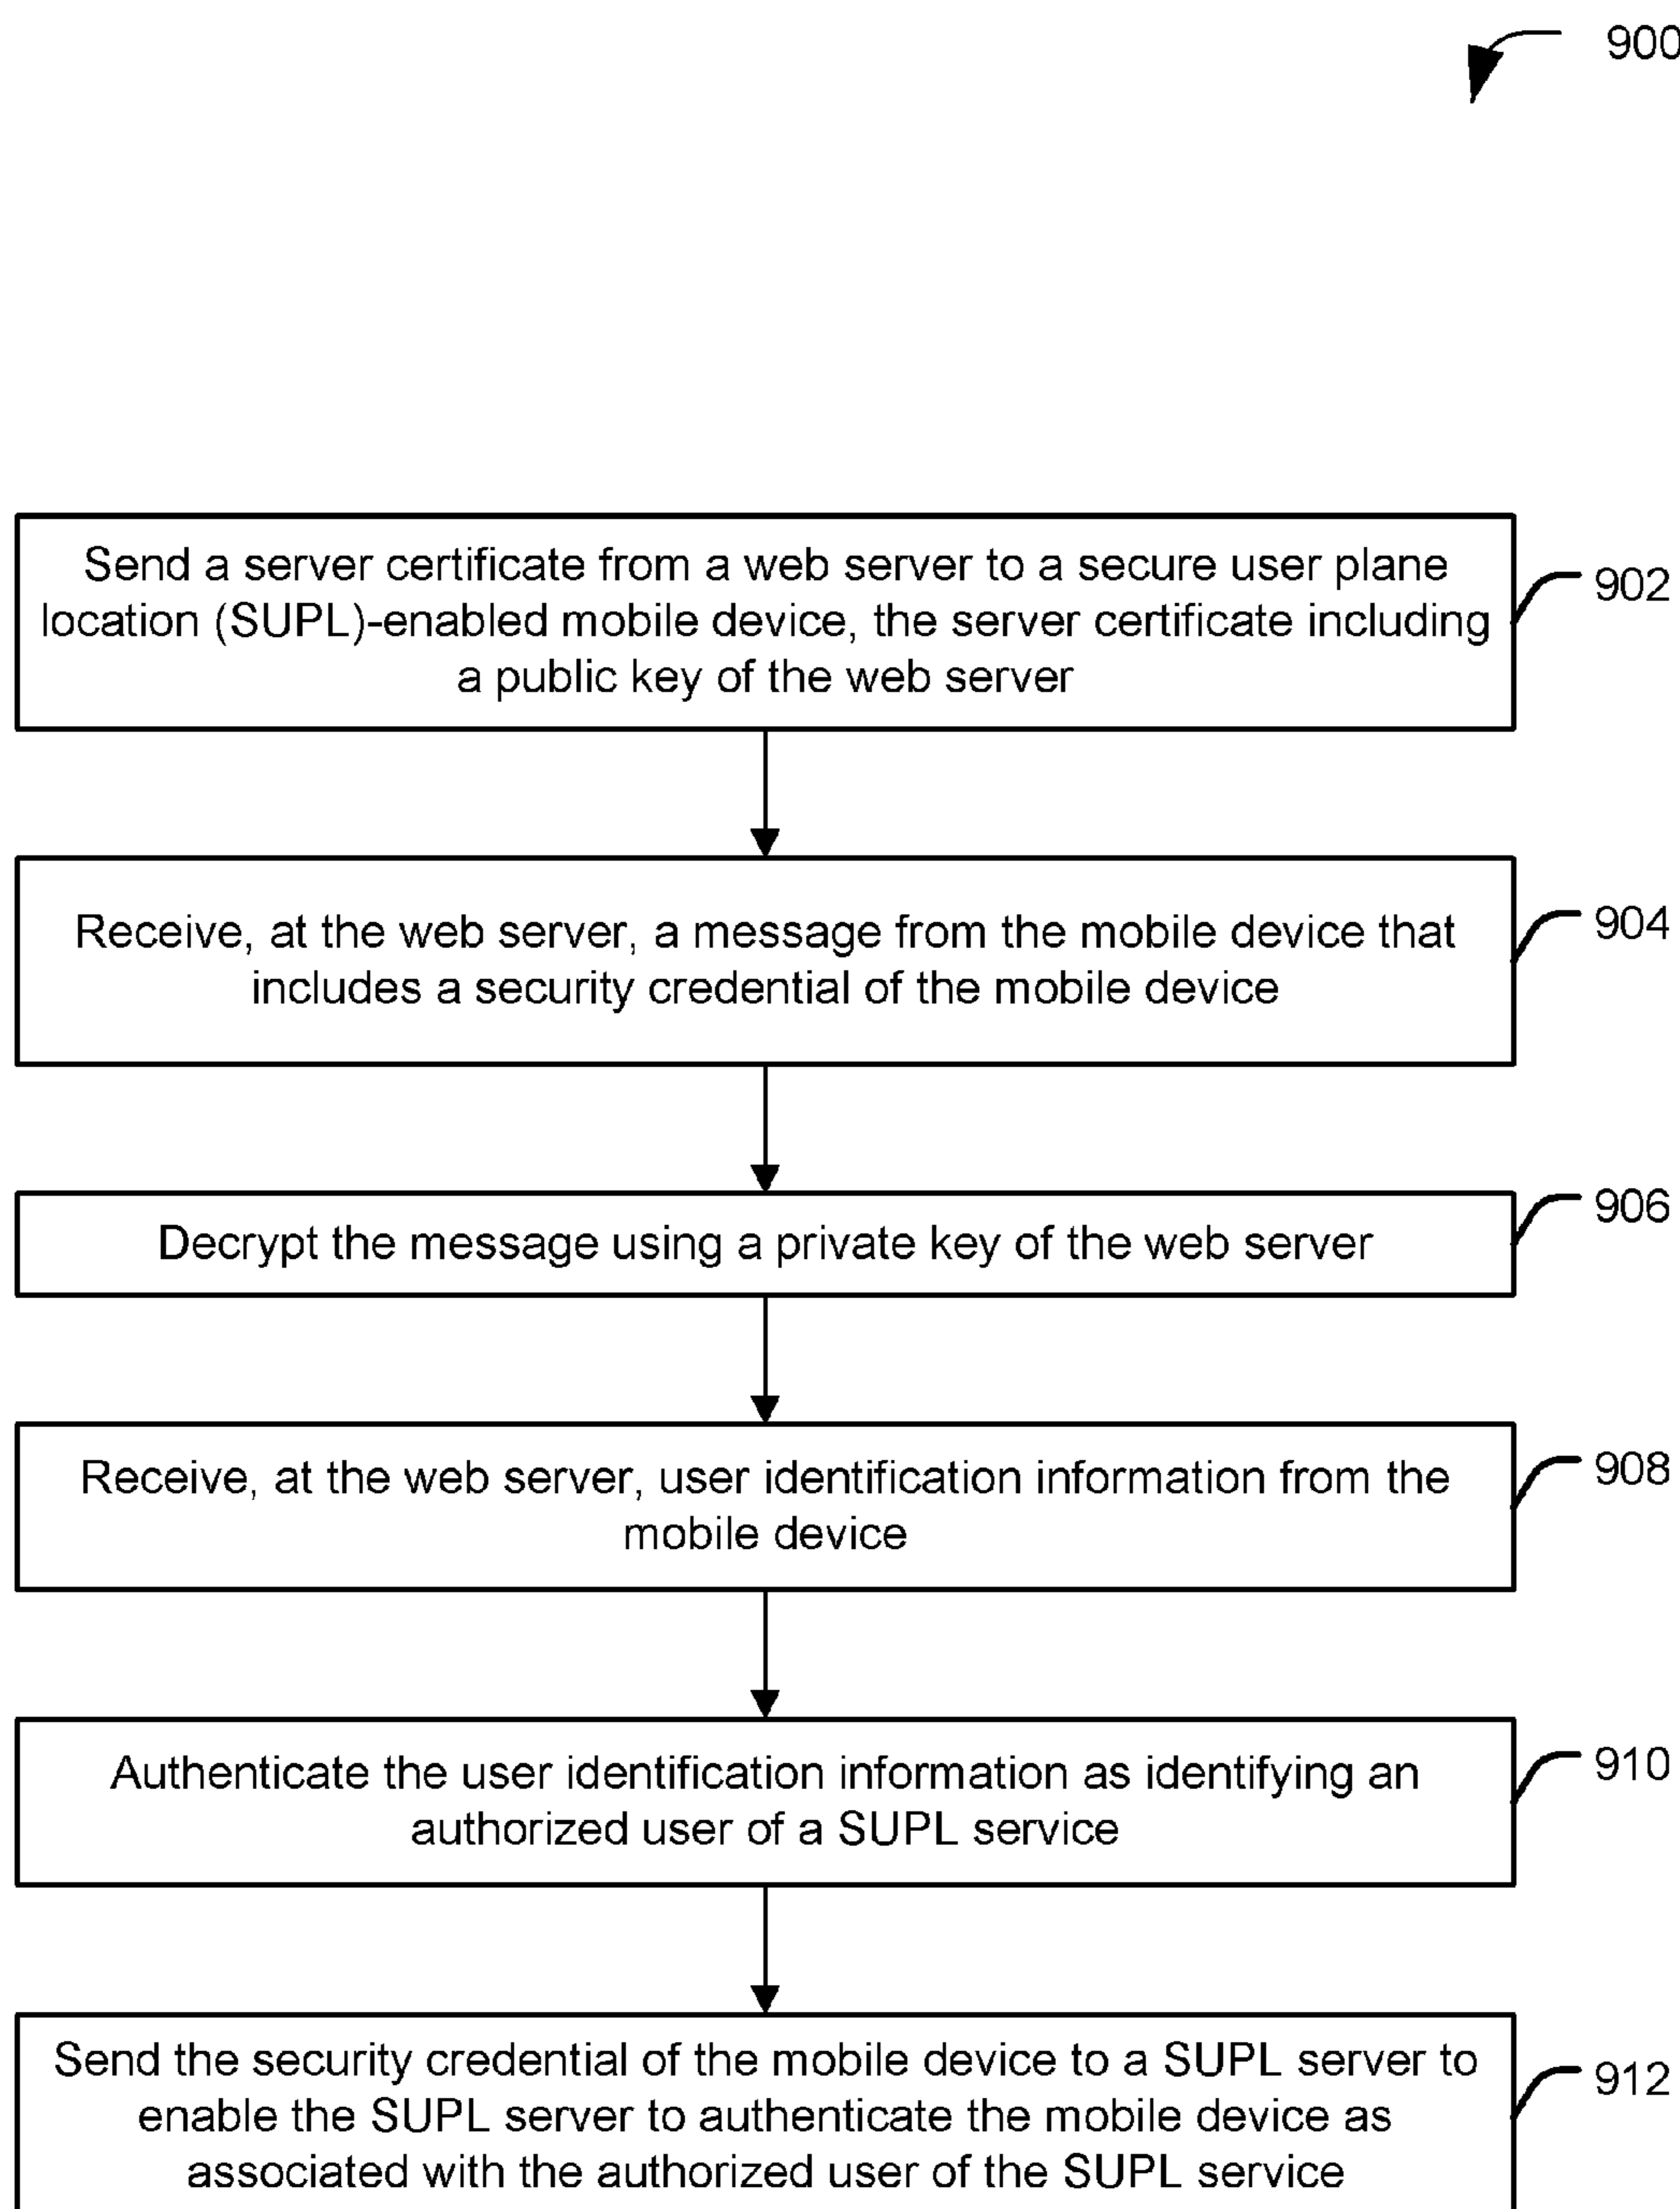 900
Send a server certificate from a web server to a secure user plane
location (SUPL)-enabled mobile device, the server certificate including
a public key of the web server
902
Receive, at the web server, a message from the mobile device that
includes a security credential of the mobile device
904
Decrypt the message using a private key of the web server
906
Receive, at the web server, user identification information from the
mobile device
908
Authenticate the user identification information as identifying an
authorized user of a SUPL service
910
Send the security credential of the mobile device to a SUPL server to
enable the SUPL server to authenticate the mobile device as
associated with the authorized user of the SUPL service
912